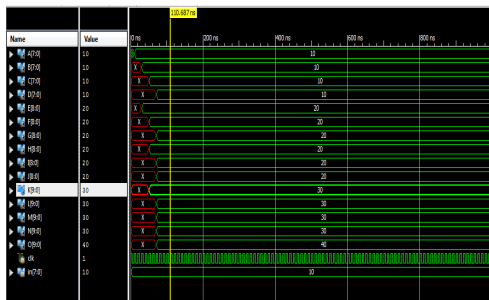 110.687 ns
Name Value 0 ns 200 ns 400 ns 600 ns 800 ns
A[7:0] 10 10
B[7:0] 10 X 10
C[7:0] 10 X 10
D[7:0] 10 X 10
E[8:0] 20 X 20
F[8:0] 20 X 20
G[8:0] 20 X 20
H[8:0] 20 X 20
I[8:0] 20 X 20
J[8:0] 20 X 20
K[9:0] 30 X 30
L[9:0] 30 X 30
M[9:0] 30 X 30
N[9:0] 30 X 30
O[9:0] 40 X 40
clk 1
in[7:0] 10 10